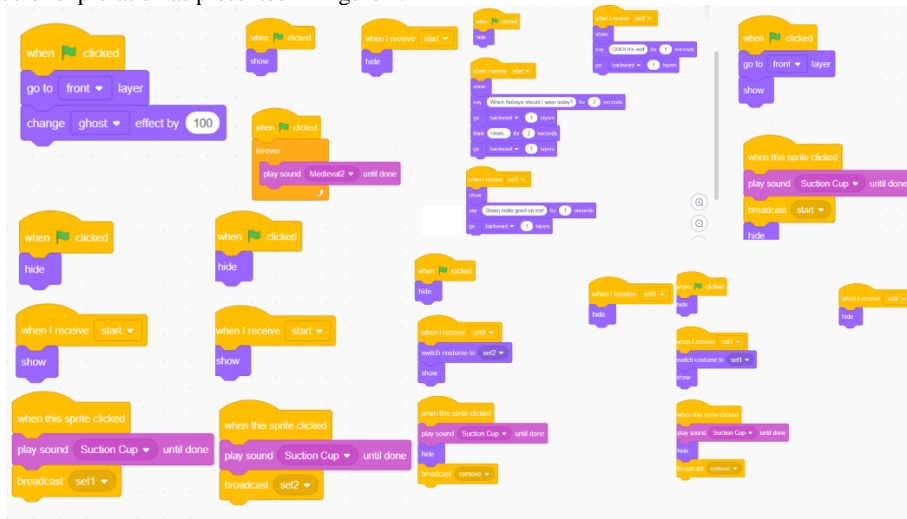 when clicked
go to front layer
change ghost effect by 100
when clicked
show
when I receive start
hide
when clicked
forever
play sound Medieval2 until done
when clicked
hide
when I receive start
show
say Which Kebaya should I wear today? for 2 seconds
go backward 1 layers
think for 3 seconds
go backward 1 layers
when I receive set1
show
say Green looks good on me! for 1 seconds
go backward 1 layers
when I receive set2
show
say OMG! It's red! for 1 seconds
go backward 1 layers
when clicked
go to front layer
show
when this sprite clicked
play sound Suction Cup until done
broadcast start
hide
when clicked
hide
when I receive start
show
when this sprite clicked
play sound Suction Cup until done
broadcast set1
when clicked
hide
when I receive start
show
when this sprite clicked
play sound Suction Cup until done
broadcast set2
when clicked
hide
when I receive set2
switch costume to set2
show
when this sprite clicked
play sound Suction Cup until done
hide
broadcast remove
when I receive set1
hide
when clicked
hide
when I receive set1
switch costume to set1
show
when this sprite clicked
play sound Suction Cup until done
hide
broadcast remove
when I receive set2
hide